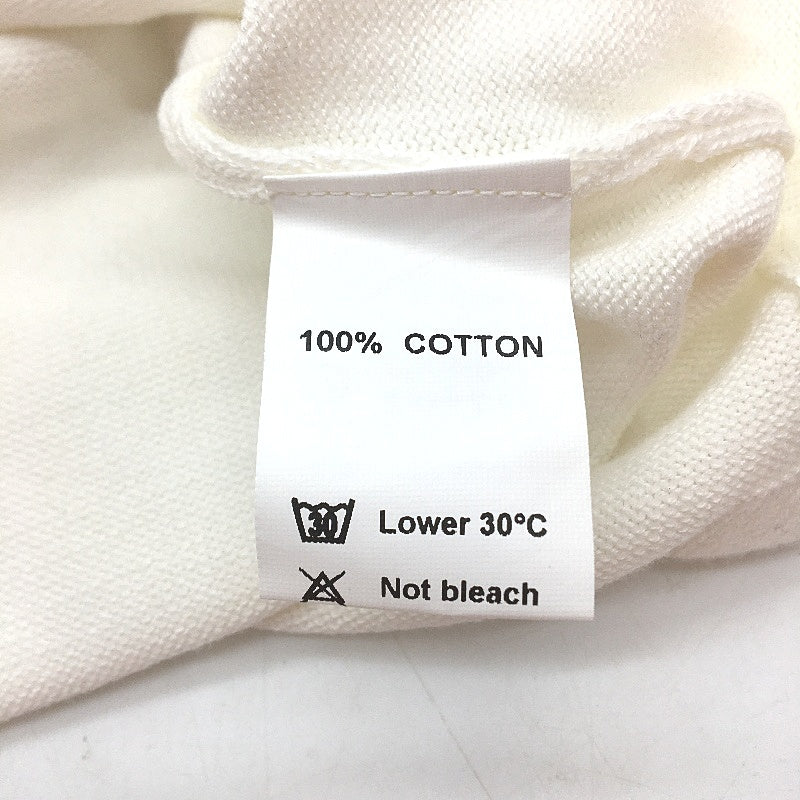 100% COTTON
30 Lower 30°C
Not bleach